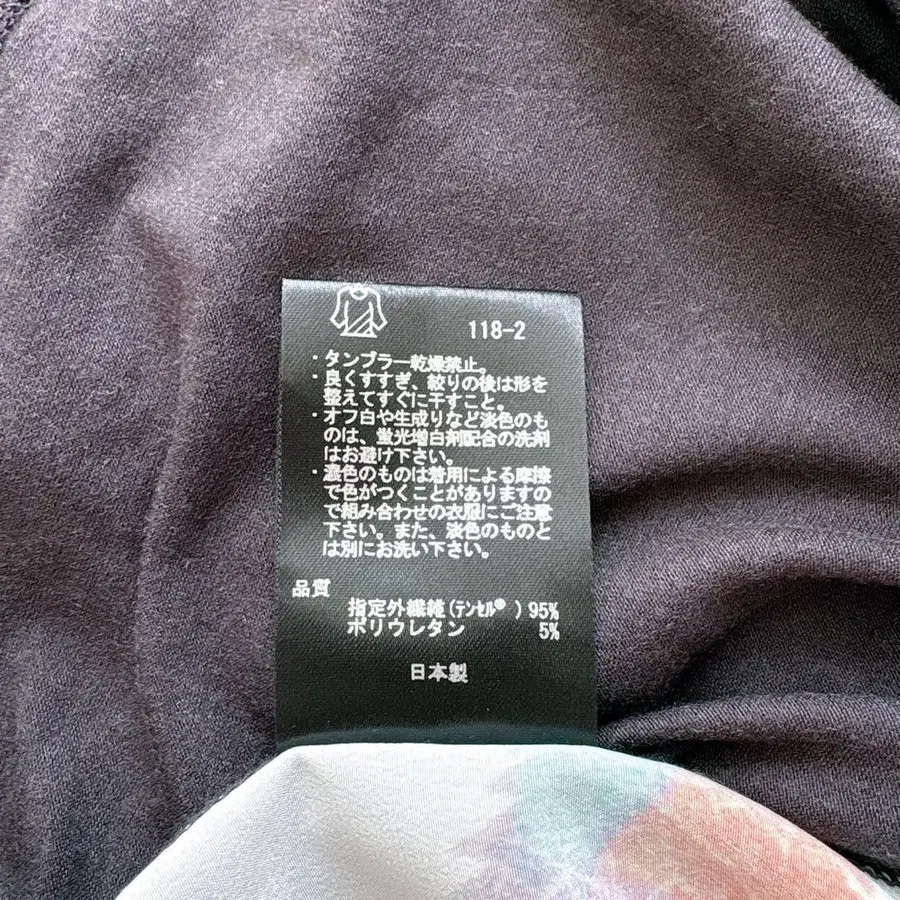 118-2
・タンブラー乾燥禁止。
・良くすすぎ、絞りの後は形を
整えてすぐに干すこと。
・オフ白や生成りなど淡色のも
のは、蛍光増白剤配合の洗剤
はお避け下さい。
・濃色のものは着用による摩擦
で色がつくことがありますの
で組み合わせの衣服にご注意
下さい。また、淡色のものと
は別にお洗い下さい。
品質
指定外繊維(ﾃﾝｾﾙ® ) 95%
ポリウレタン 5%
日本製